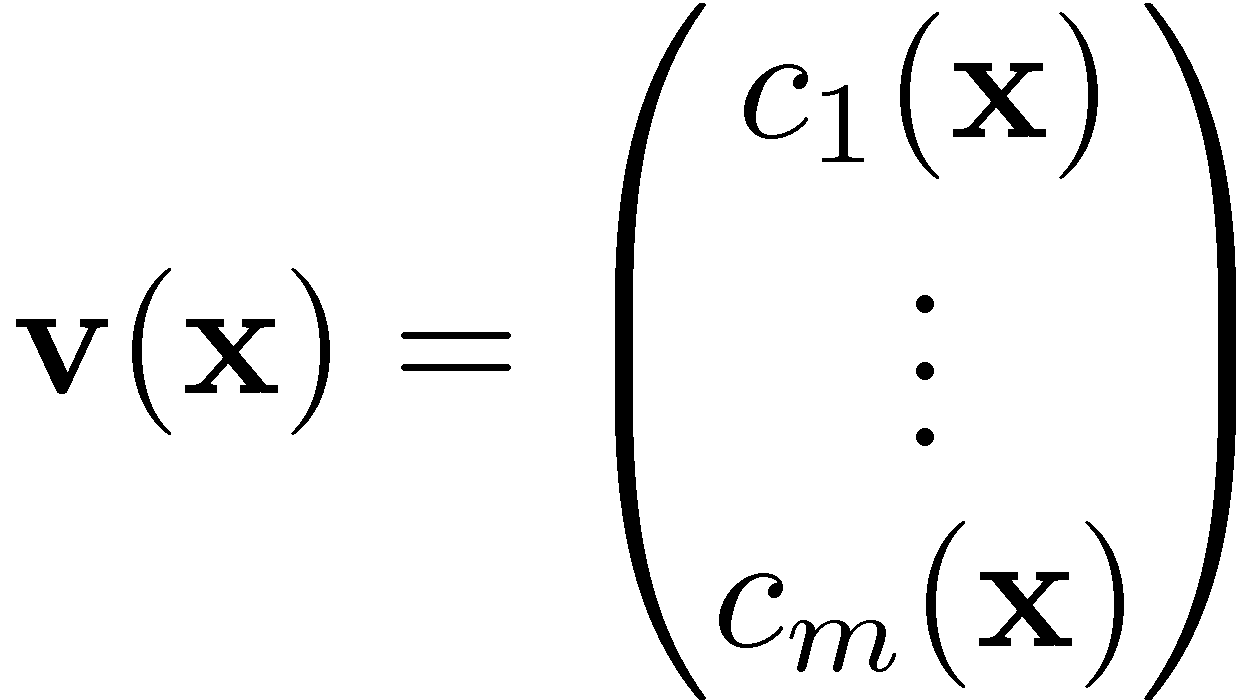 c₁(𝐱)
⋮
𝐯(𝐱) =
cₘ(𝐱)